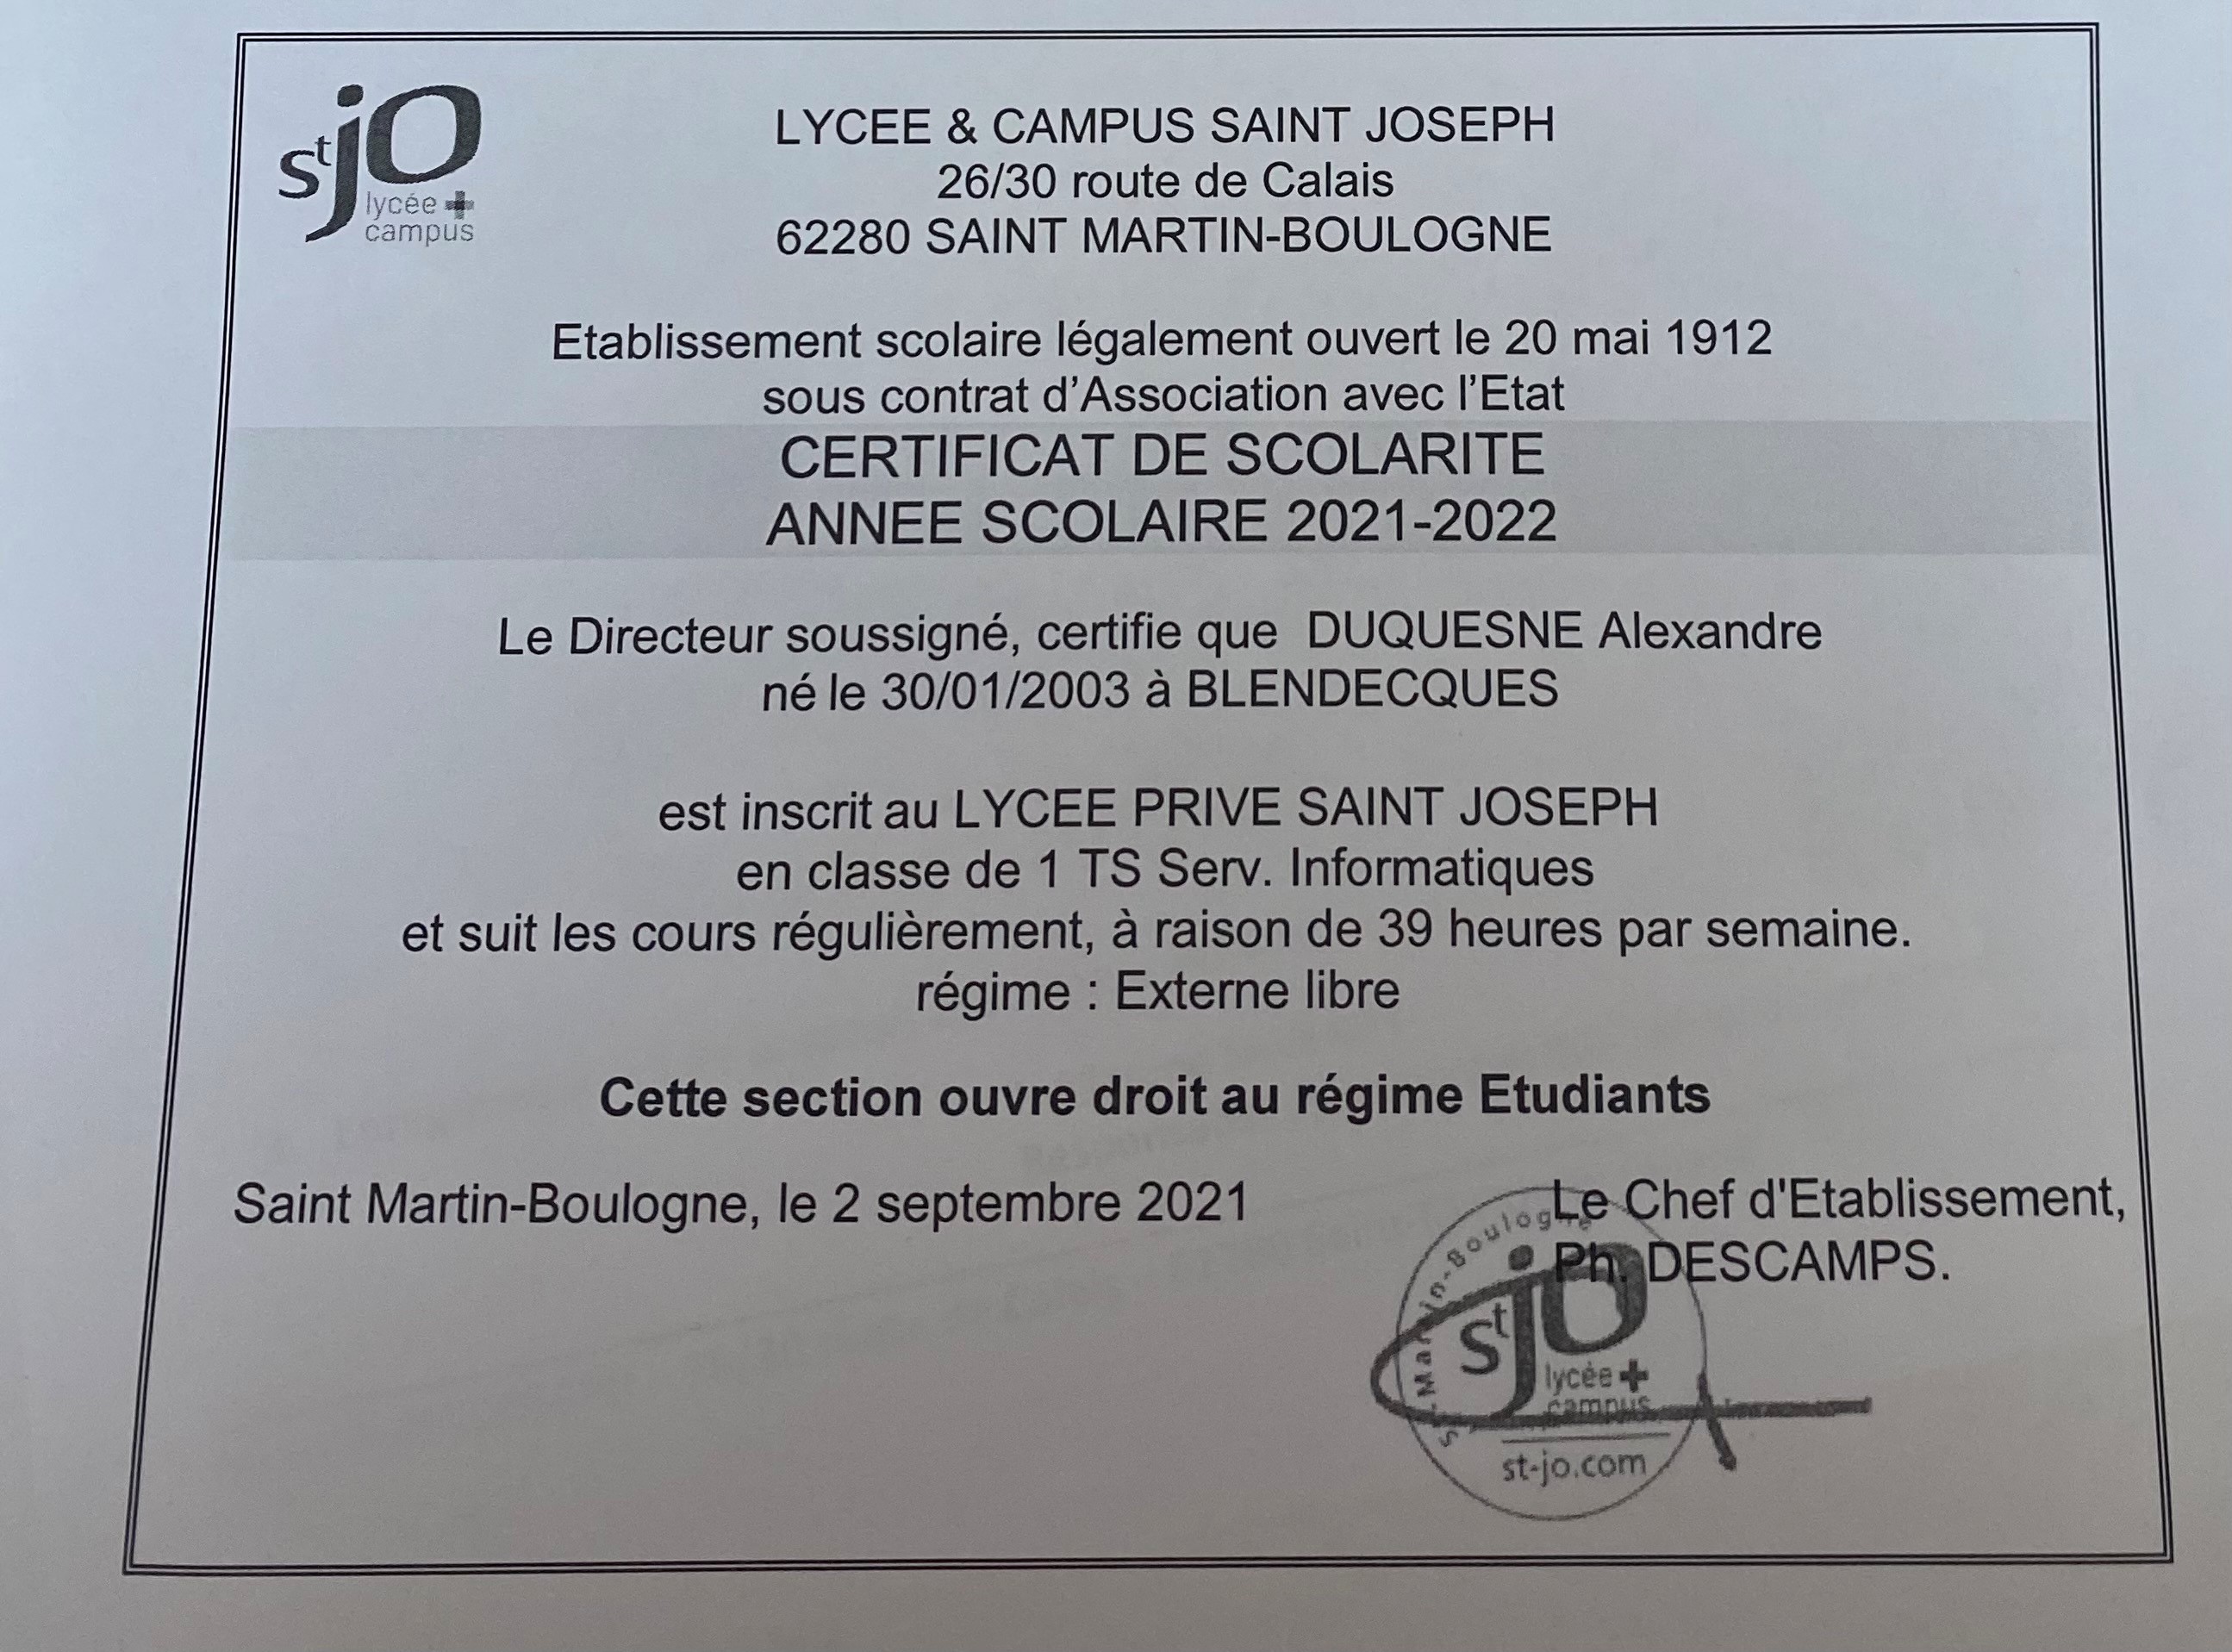 st jo
lycée +
campus
LYCEE & CAMPUS SAINT JOSEPH
26/30 route de Calais
62280 SAINT MARTIN-BOULOGNE
Etablissement scolaire légalement ouvert le 20 mai 1912
sous contrat d'Association avec l'Etat
CERTIFICAT DE SCOLARITE
ANNEE SCOLAIRE 2021-2022
Le Directeur soussigné, certifie que DUQUESNE Alexandre
né le 30/01/2003 à BLENDECQUES
est inscrit au LYCEE PRIVE SAINT JOSEPH
en classe de 1 TS Serv. Informatiques
et suit les cours régulièrement, à raison de 39 heures par semaine.
régime : Externe libre
Cette section ouvre droit au régime Etudiants
Saint Martin-Boulogne, le 2 septembre 2021
Le Chef d'Etablissement,
Ph. DESCAMPS.
St-Martin-Boulogne
st jo
lycée +
campus
st-jo.com